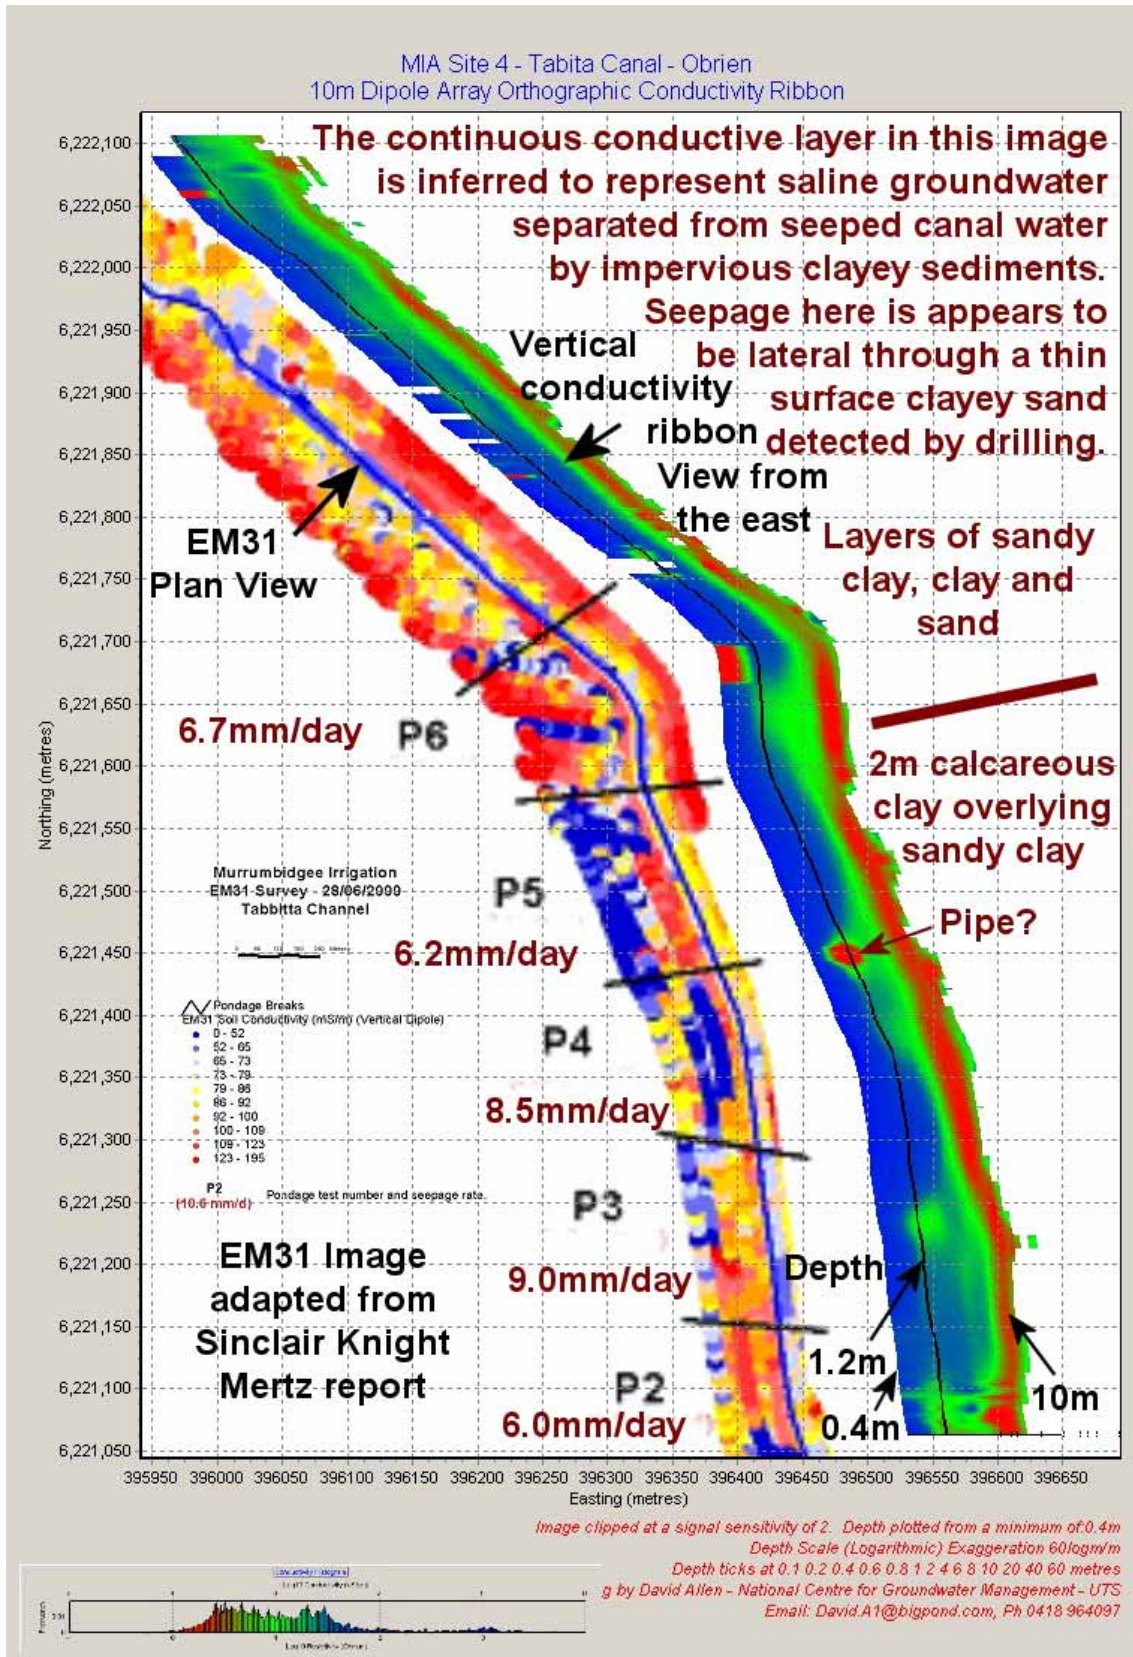 MIA Site 4 - Tabita Canal - Obrien
10m Dipole Array Orthographic Conductivity Ribbon
The continuous conductive layer in this image
is inferred to represent saline groundwater
separated from seeped canal water
by impervious clayey sediments.
Seepage here is appears to
be lateral through a thin
surface clayey sand
detected by drilling.
Vertical
conductivity
ribbon
View from
the east
EM31
Plan View
Layers of sandy
clay, clay and
sand
2m calcareous
clay overlying
sandy clay
Pipe?
6.7mm/day
P6
P5
6.2mm/day
P4
8.5mm/day
P3
9.0mm/day
P2
6.0mm/day
Depth
1.2m
0.4m
10m
Murrumbidgee Irrigation
EM31 Survey - 28/06/2000
Tabbitta Channel
Pondage Breaks
EM31 Soil Conductivity (mS/m) (Vertical Dipole)
0 - 52
52 - 65
65 - 73
73 - 79
79 - 86
86 - 92
92 - 100
100 - 109
109 - 123
123 - 195
P2
(10.6 mm/d)
Pondage test number and seepage rate.
EM31 Image
adapted from
Sinclair Knight
Mertz report
Northing (metres)
6,222,100
6,222,050
6,222,000
6,221,950
6,221,900
6,221,850
6,221,800
6,221,750
6,221,700
6,221,650
6,221,600
6,221,550
6,221,500
6,221,450
6,221,400
6,221,350
6,221,300
6,221,250
6,221,200
6,221,150
6,221,100
6,221,050
395950 396000 396050 396100 396150 396200 396250 396300 396350 396400 396450 396500 396550 396600 396650
Easting (metres)
Image clipped at a signal sensitivity of 2. Depth plotted from a minimum of 0.4m
Depth Scale (Logarithmic) Exaggeration 60logm/m
Depth ticks at 0.1 0.2 0.4 0.6 0.8 1 2 4 6 8 10 20 40 60 metres
g by David Allen - National Centre for Groundwater Management - UTS
Email: David.A1@bigpond.com, Ph 0418 964097
Conductivity Histogram